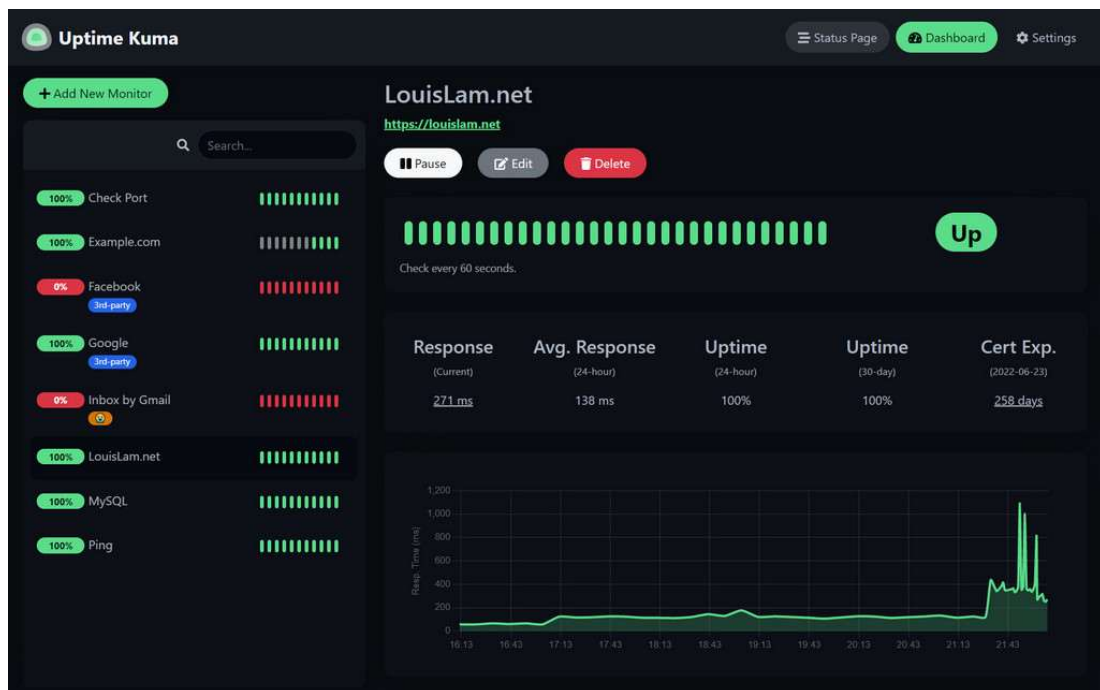 Uptime Kuma
Status Page
Dashboard
Settings
Add New Monitor
Search...
100% Check Port
100% Example.com
0% Facebook
3rd-party
100% Google
3rd-party
0% Inbox by Gmail
100% LouisLam.net
100% MySQL
100% Ping
LouisLam.net
https://louislam.net
Pause
Edit
Delete
Up
Check every 60 seconds.
Response
(Current)
271 ms
Avg. Response
(24-hour)
138 ms
Uptime
(24-hour)
100%
Uptime
(30-day)
100%
Cert Exp.
(2022-06-23)
258 days
Resp. Time (ms)
1,200
1,000
800
600
400
200
0
16:13 16:43 17:13 17:43 18:13 18:43 19:13 19:43 20:13 20:43 21:13 21:43